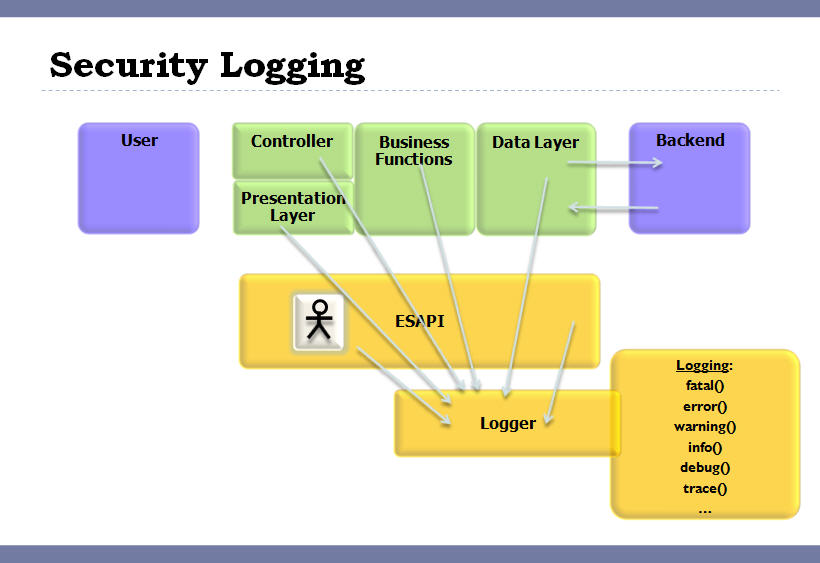 Security Logging
User
Controller
Presentation
Layer
Business
Functions
Data Layer
Backend
ESAPI
Logger
Logging:
fatal()
error()
warning()
info()
debug()
trace()
...